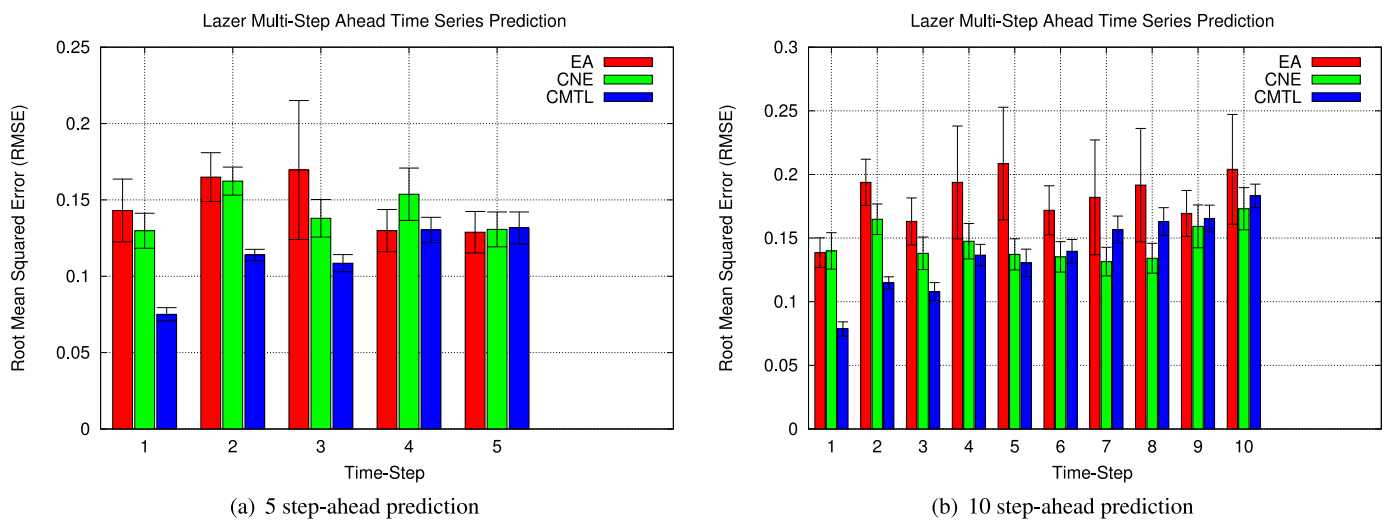 Lazer Multi-Step Ahead Time Series Prediction
0.25
0.2
0.15
0.1
0.05
0
Root Mean Squared Error (RMSE)
EA
CNE
CMTL
1 2 3 4 5
Time-Step
(a) 5 step-ahead prediction
Lazer Multi-Step Ahead Time Series Prediction
0.3
0.25
0.2
0.15
0.1
0.05
0
Root Mean Squared Error (RMSE)
EA
CNE
CMTL
1 2 3 4 5 6 7 8 9 10
Time-Step
(b) 10 step-ahead prediction